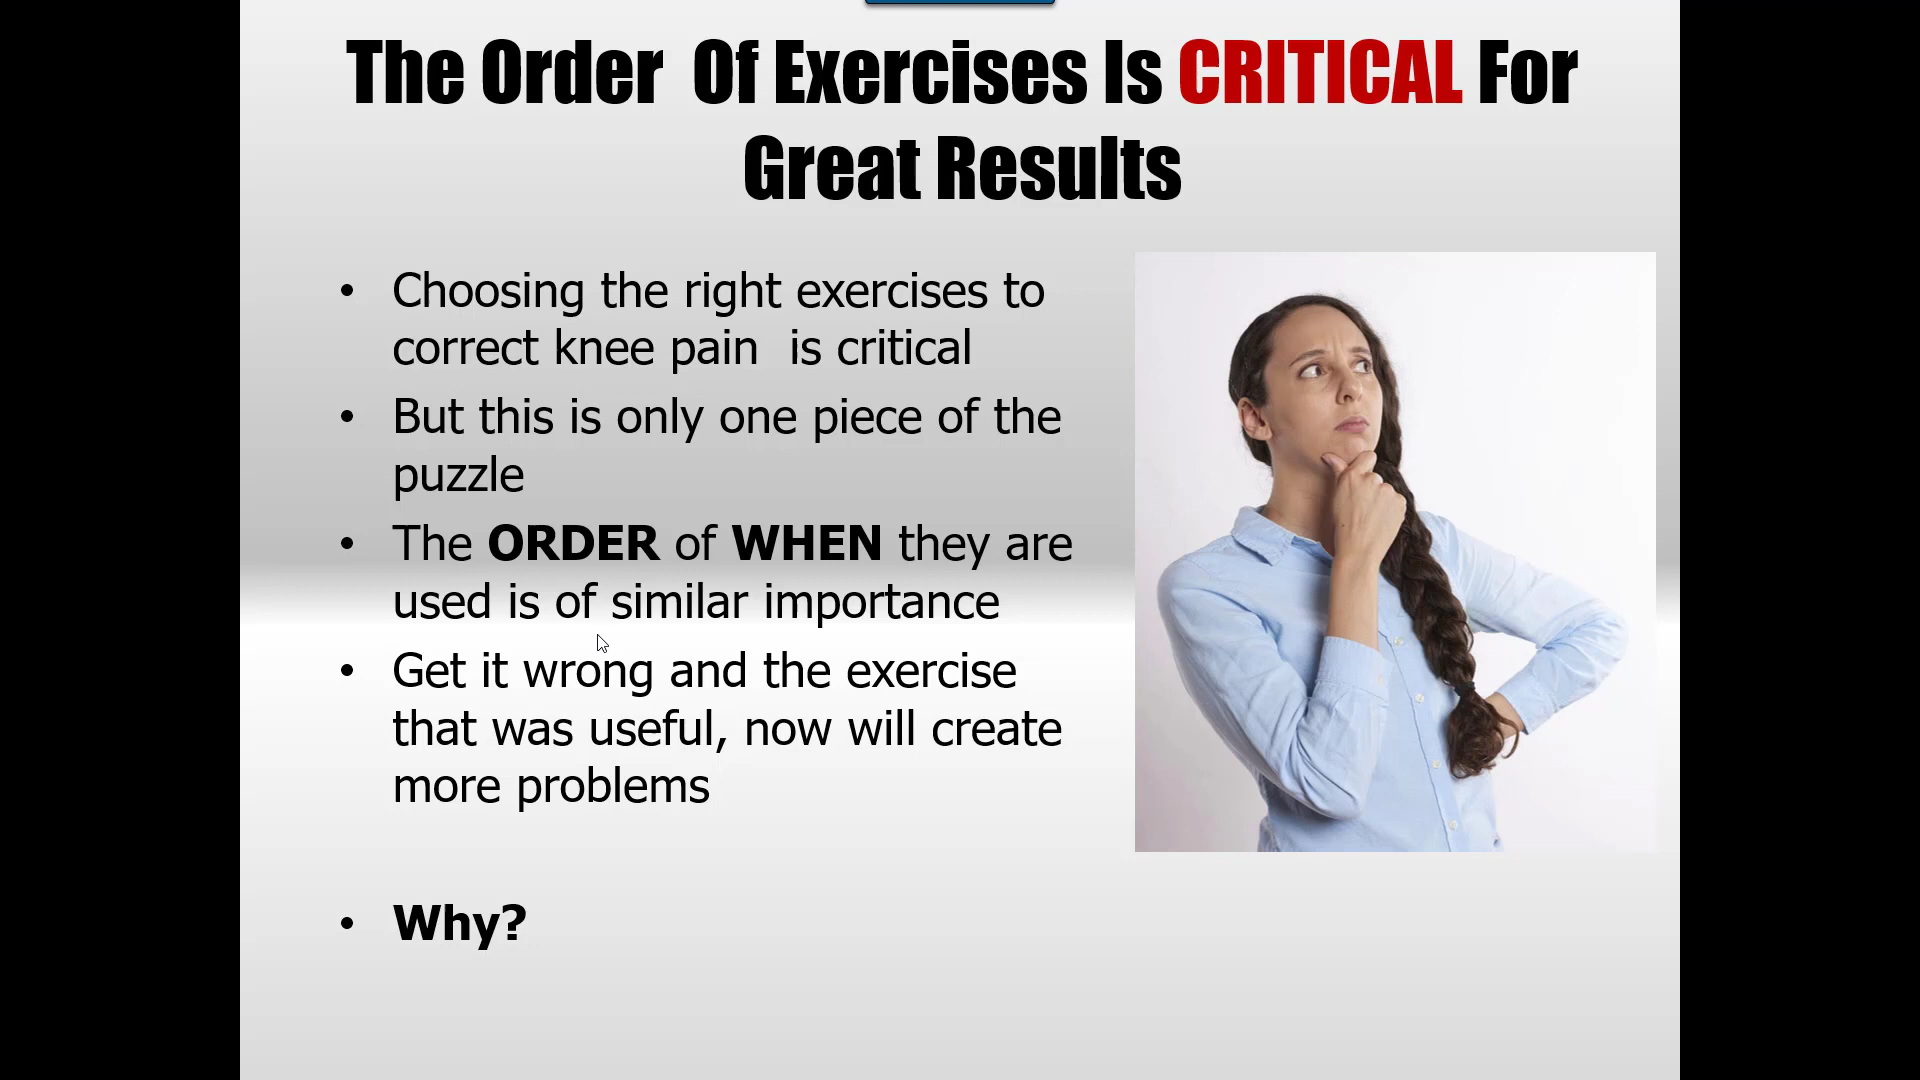 The Order  Of Exercises Is CRITICAL For
Great Results
• Choosing the right exercises to
correct knee pain  is critical
• But this is only one piece of the
puzzle
• The ORDER of WHEN they are
used is of similar importance
• Get it wrong and the exercise
that was useful, now will create
more problems
• Why?